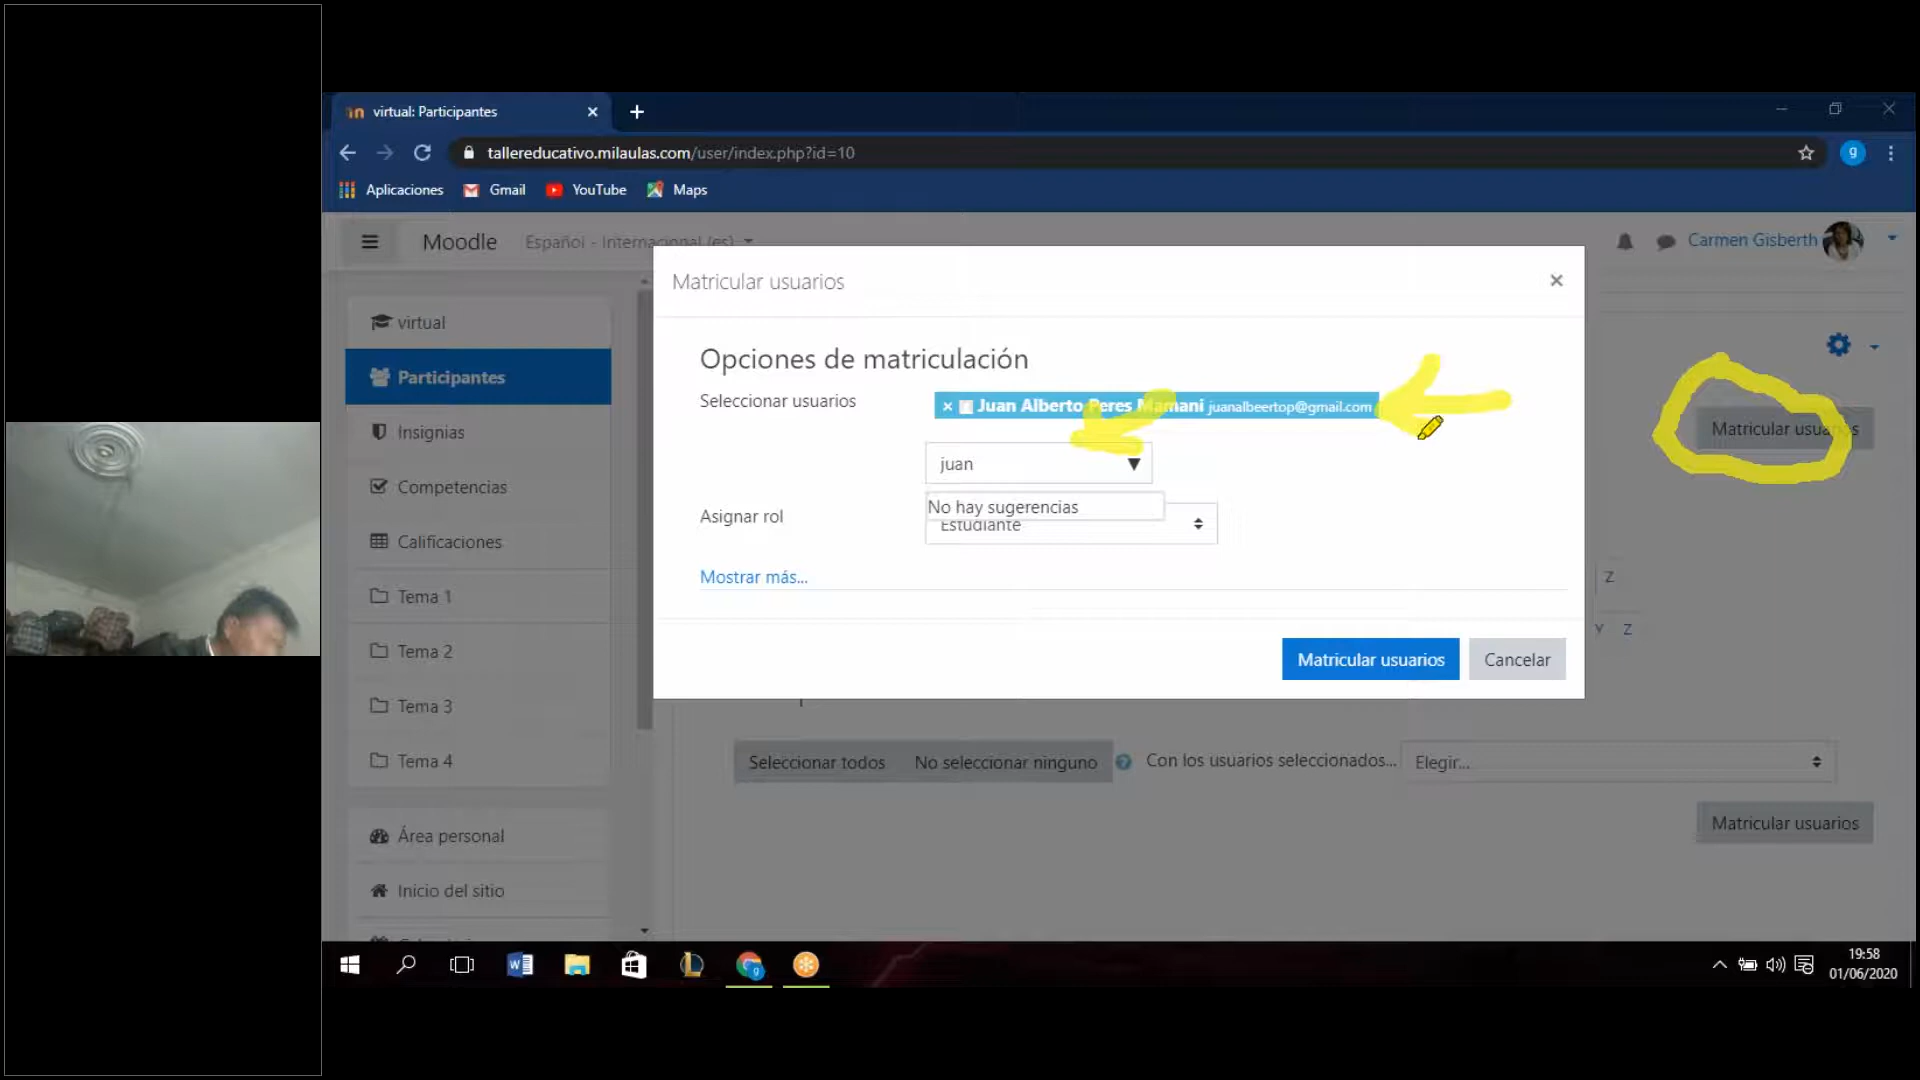 virtual: Participantes
tallereducativo.milaulas.com/user/index.php?id=10
g
Aplicaciones Gmail YouTube Maps
Moodle Español - Internacional (es) Carmen Gisberth
Matricular usuarios
virtual
Participantes
Insignias
Competencias
Calificaciones
Tema 1
Tema 2
Tema 3
Tema 4
Área personal
Inicio del sitio
Opciones de matriculación
Seleccionar usuarios × Juan Alberto Peres Mamani juanalbeertop@gmail.com
juan
No hay sugerencias
Asignar rol Estudiante
Mostrar más...
Matricular usuarios Cancelar
Matricular usuarios
Z
Y Z
Seleccionar todos No seleccionar ninguno Con los usuarios seleccionados... Elegir...
Matricular usuarios
19:58
01/06/2020